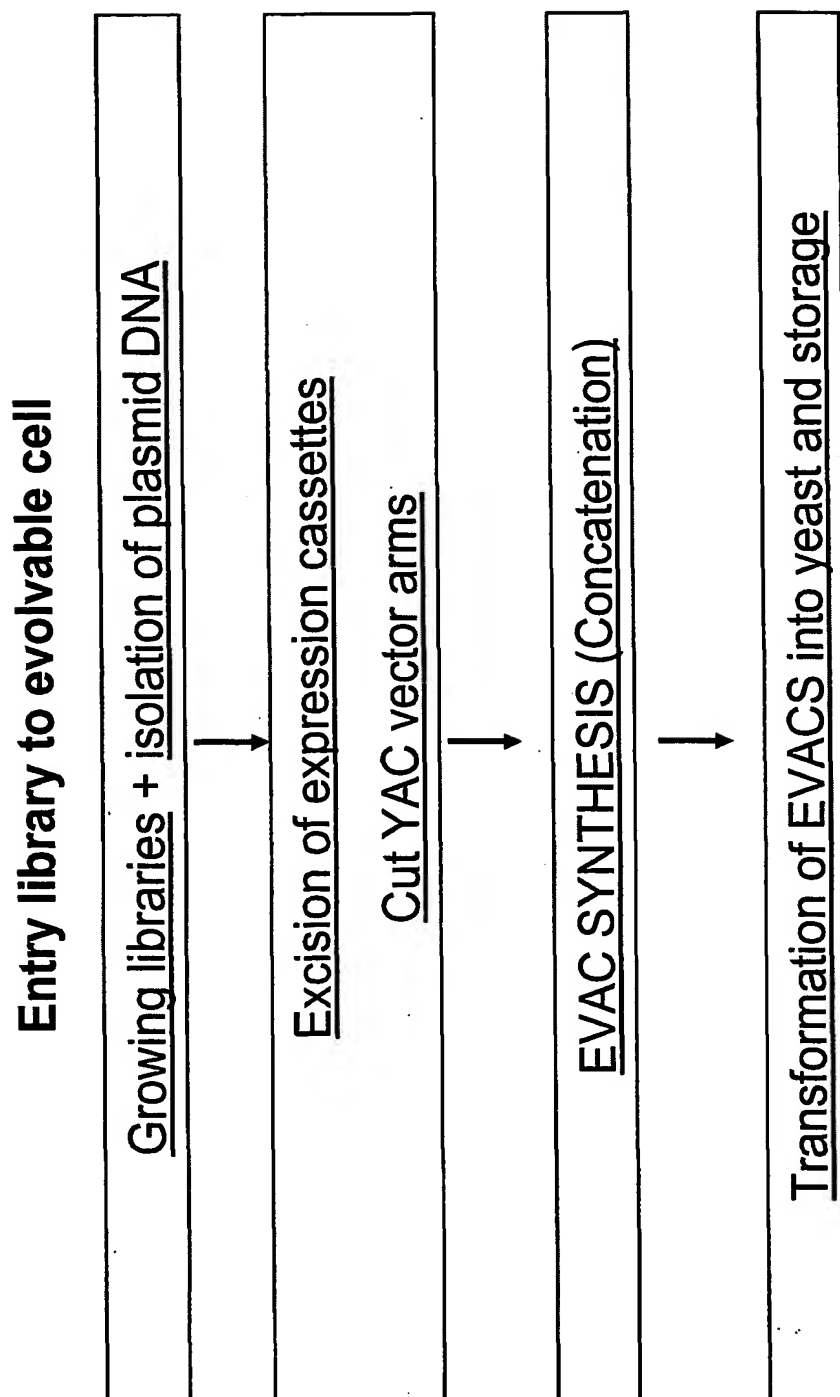 Entry library to evolvable cell
Growing libraries + isolation of plasmid DNA
Excision of expression cassettes
Cut YAC vector arms
EVAC SYNTHESIS (Concatenation)
Transformation of EVACS into yeast and storage